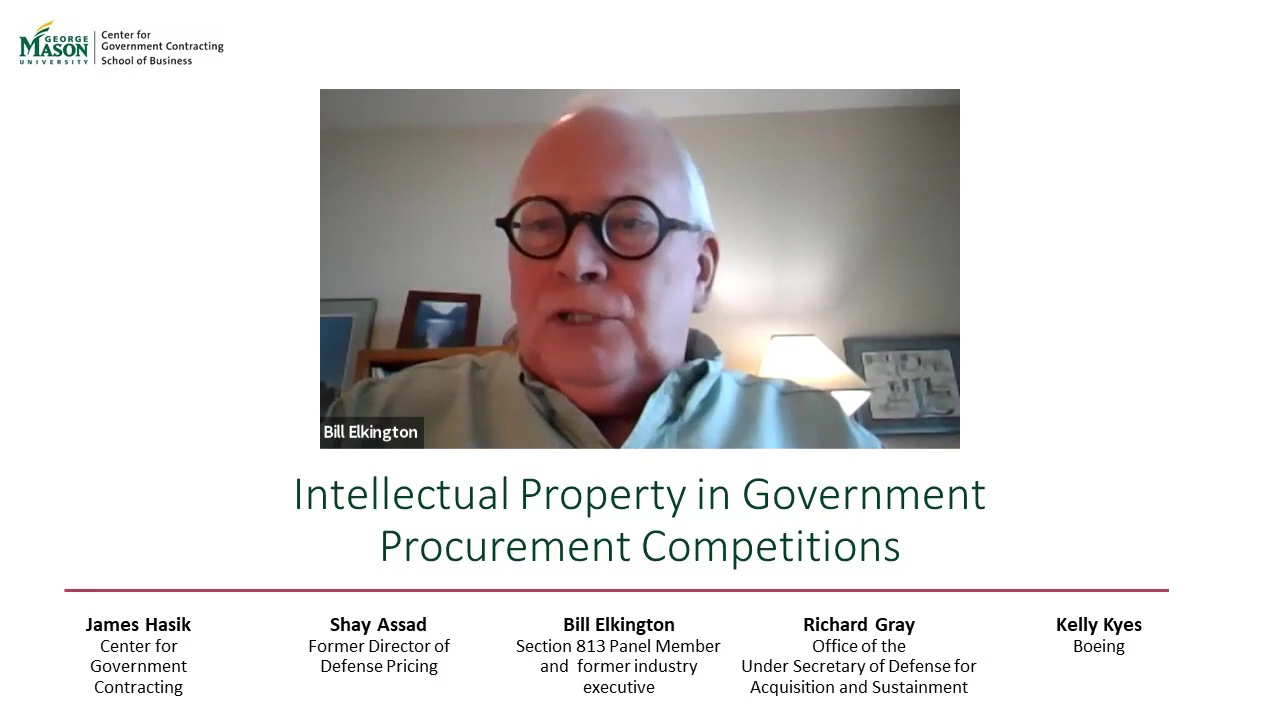 GEORGE
MASON
UNIVERSITY
Center for
Government Contracting
School of Business
Bill Elkington
Intellectual Property in Government
Procurement Competitions
James Hasik
Center for
Government
Contracting
Shay Assad
Former Director of
Defense Pricing
Bill Elkington
Section 813 Panel Member
and former industry
executive
Richard Gray
Office of the
Under Secretary of Defense for
Acquisition and Sustainment
Kelly Kyes
Boeing